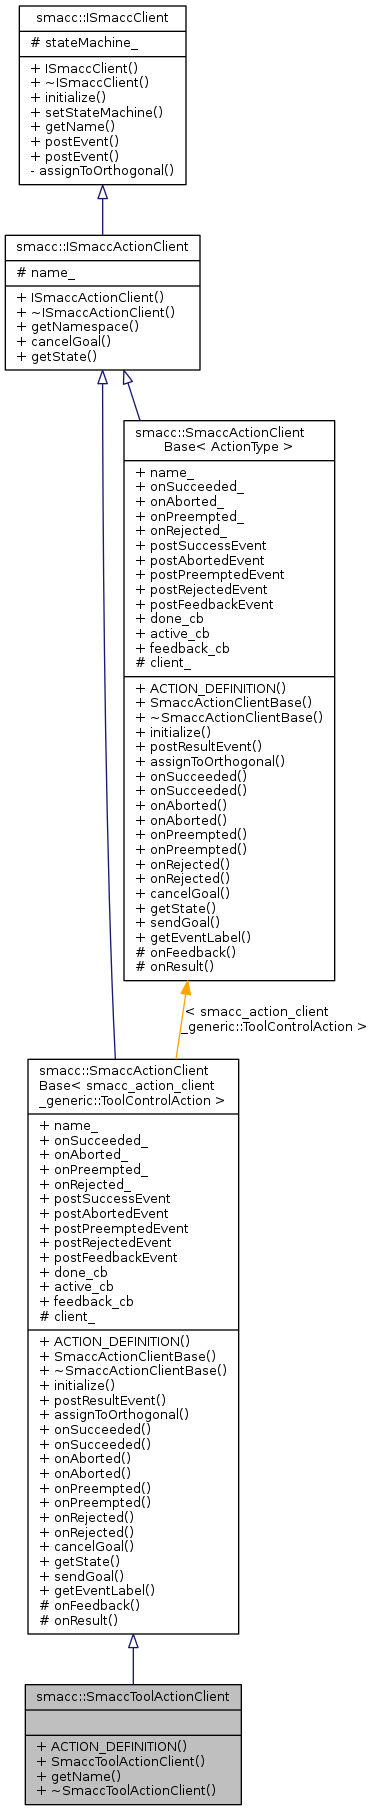 smacc::ISmaccClient
# stateMachine_
+ ISmaccClient()
+ ~ISmaccClient()
+ initialize()
+ setStateMachine()
+ getName()
+ postEvent()
+ postEvent()
- assignToOrthogonal()
smacc::ISmaccActionClient
# name_
+ ISmaccActionClient()
+ ~ISmaccActionClient()
+ getNamespace()
+ cancelGoal()
+ getState()
smacc::SmaccActionClient
Base< ActionType >
+ name_
+ onSucceeded_
+ onAborted_
+ onPreempted_
+ onRejected_
+ postSuccessEvent
+ postAbortedEvent
+ postPreemptedEvent
+ postRejectedEvent
+ postFeedbackEvent
+ done_cb
+ active_cb
+ feedback_cb
# client_
+ ACTION_DEFINITION()
+ SmaccActionClientBase()
+ ~SmaccActionClientBase()
+ initialize()
+ postResultEvent()
+ assignToOrthogonal()
+ onSucceeded()
+ onSucceeded()
+ onAborted()
+ onAborted()
+ onPreempted()
+ onPreempted()
+ onRejected()
+ onRejected()
+ cancelGoal()
+ getState()
+ sendGoal()
+ getEventLabel()
# onFeedback()
# onResult()
< smacc_action_client
_generic::ToolControlAction >
smacc::SmaccActionClient
Base< smacc_action_client
_generic::ToolControlAction >
+ name_
+ onSucceeded_
+ onAborted_
+ onPreempted_
+ onRejected_
+ postSuccessEvent
+ postAbortedEvent
+ postPreemptedEvent
+ postRejectedEvent
+ postFeedbackEvent
+ done_cb
+ active_cb
+ feedback_cb
# client_
+ ACTION_DEFINITION()
+ SmaccActionClientBase()
+ ~SmaccActionClientBase()
+ initialize()
+ postResultEvent()
+ assignToOrthogonal()
+ onSucceeded()
+ onSucceeded()
+ onAborted()
+ onAborted()
+ onPreempted()
+ onPreempted()
+ onRejected()
+ onRejected()
+ cancelGoal()
+ getState()
+ sendGoal()
+ getEventLabel()
# onFeedback()
# onResult()
smacc::SmaccToolActionClient
+ ACTION_DEFINITION()
+ SmaccToolActionClient()
+ getName()
+ ~SmaccToolActionClient()